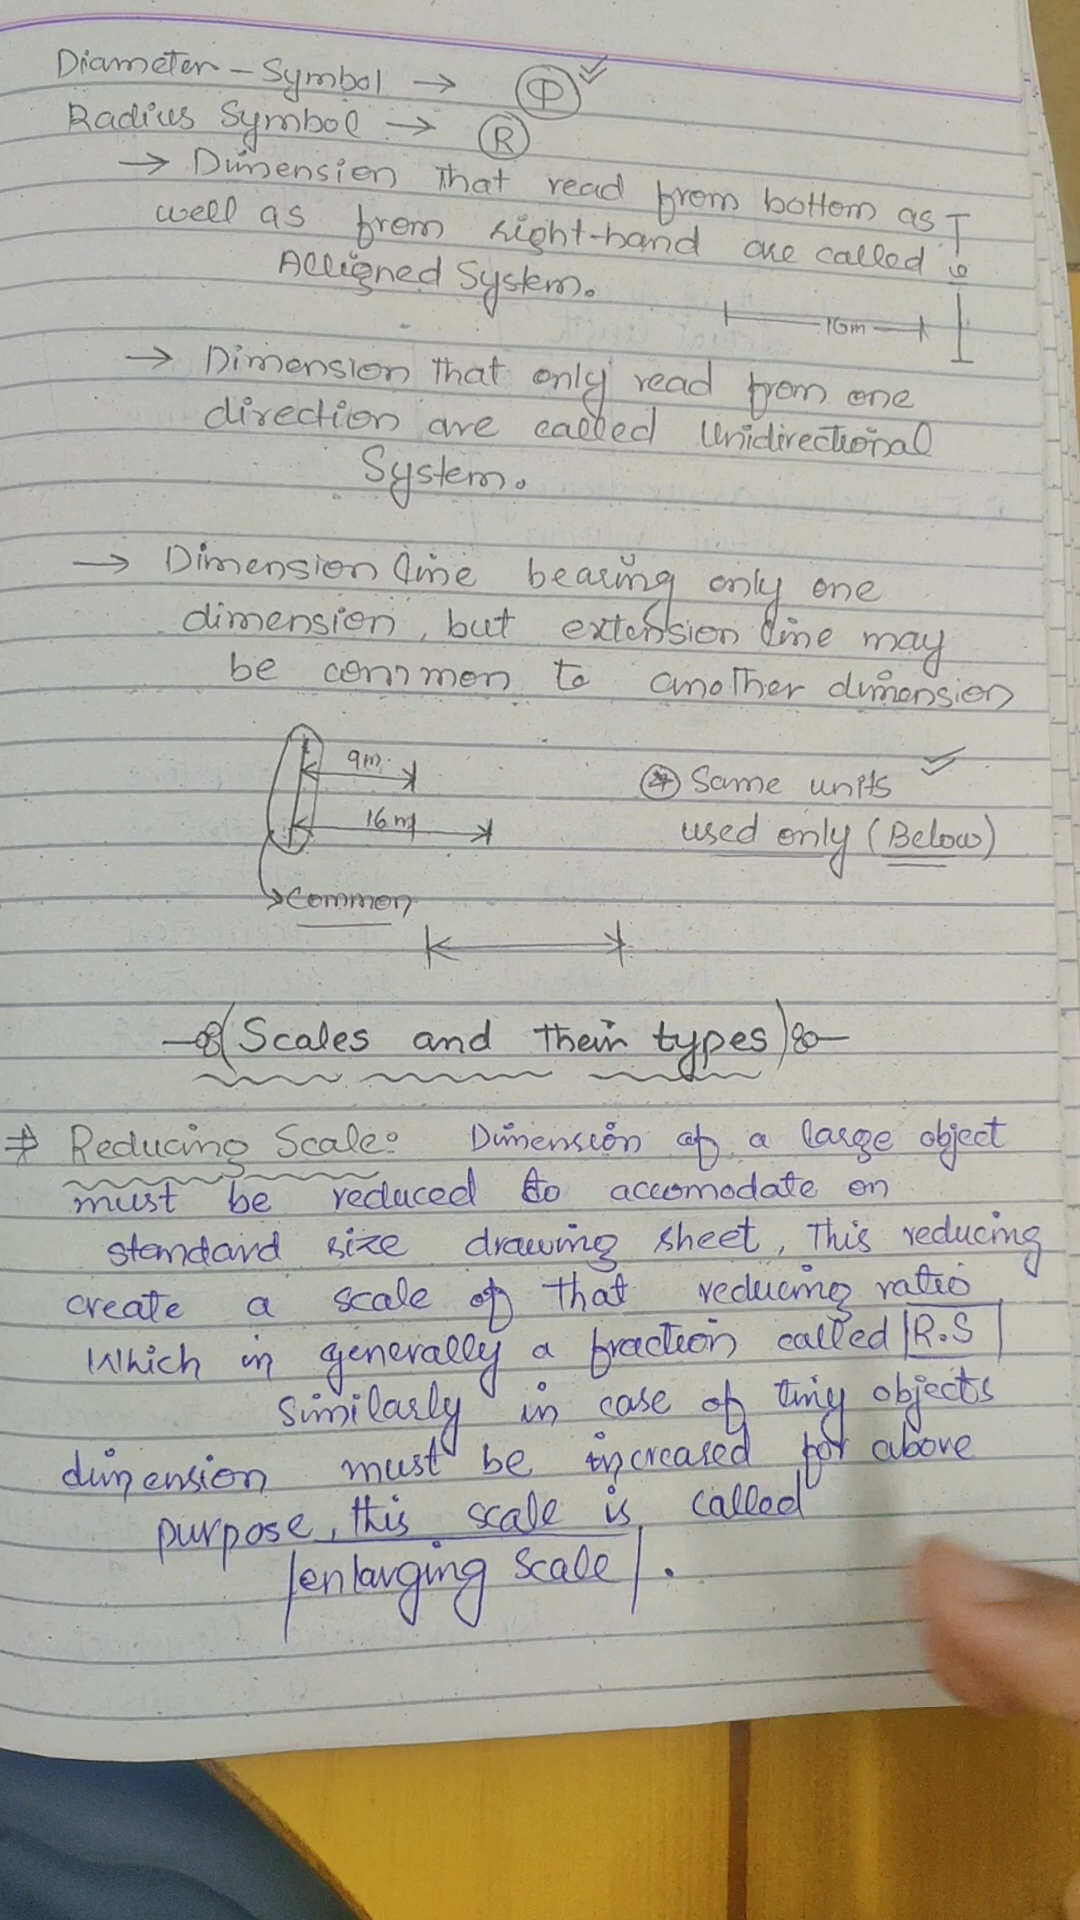 Diameter - Symbol → Φ
Radius Symbol → R
→ Dimension that read from bottom as
well as from right-hand are called
Alligned System.
16m
→ Dimension that only read from one
direction are called Unidirectional
System.
→ Dimension line bearing only one
dimension, but extension line may
be common to another dimension
9m
16m
Common
* Same units
used only (Below)
Scales and their types
⇒ Reducing Scale: Dimension of a large object
must be reduced to accomodate on
standard size drawing sheet, This reducing
create a scale of that reducing ratio
Which in generally a fraction called R.S
Similarly in case of tiny objects
dimension must be increased for above
purpose, this scale is called
enlarging scale.